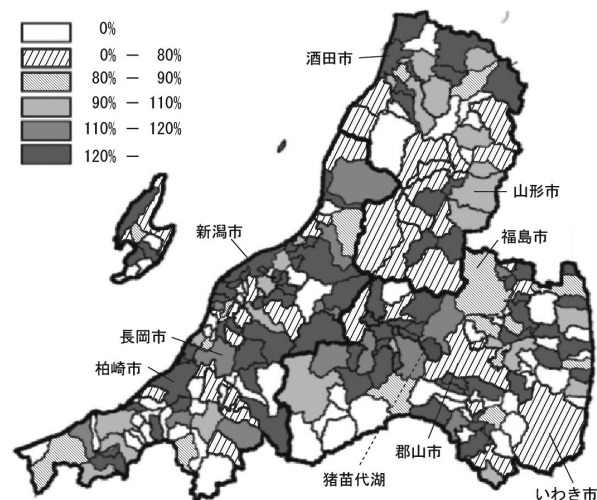 0%
0% － 80%
80% － 90%
90% － 110%
110% － 120%
120% －
酒田市
山形市
新潟市
福島市
長岡市
柏崎市
郡山市
猪苗代湖
いわき市